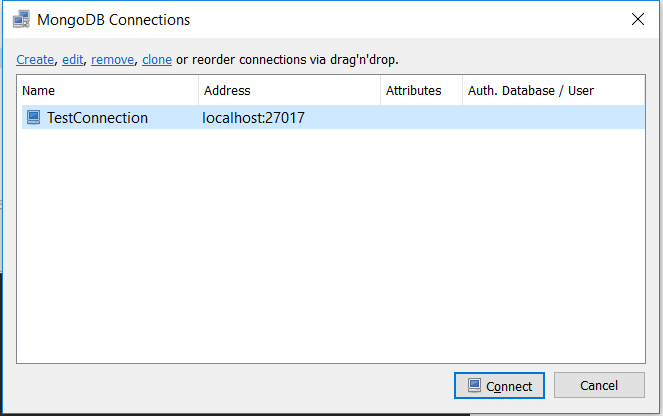 MongoDB Connections
Create, edit, remove, clone or reorder connections via drag'n'drop.
Name Address Attributes Auth. Database / User
TestConnection localhost:27017
Connect Cancel